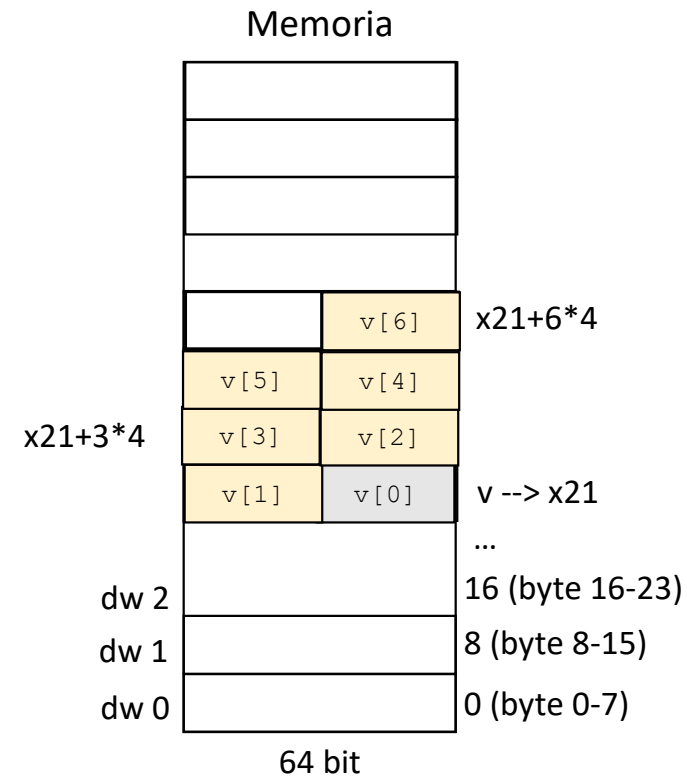 Memoria
v[6] x21+6*4
v[5] v[4]
x21+3*4 v[3] v[2]
v[1] v[0] v --> x21
...
dw 2 16 (byte 16-23)
dw 1 8 (byte 8-15)
dw 0 0 (byte 0-7)
64 bit